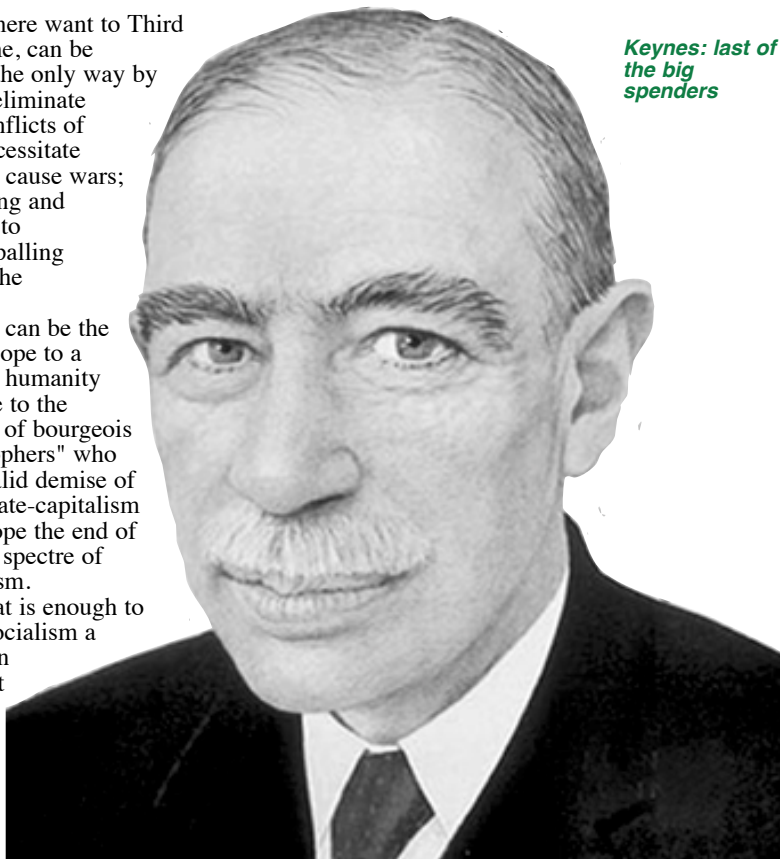 here want to Third
ne, can be
he only way by
eliminate
nflicts of
cessitate
cause wars;
ng and
to
palling
he
can be the
ope to a
humanity
e to the
of bourgeois
phers" who
alid demise of
ate-capitalism
ope the end of
spectre of
sm.
at is enough to
ocialism a
n
t
Keynes: last of
the big
spenders